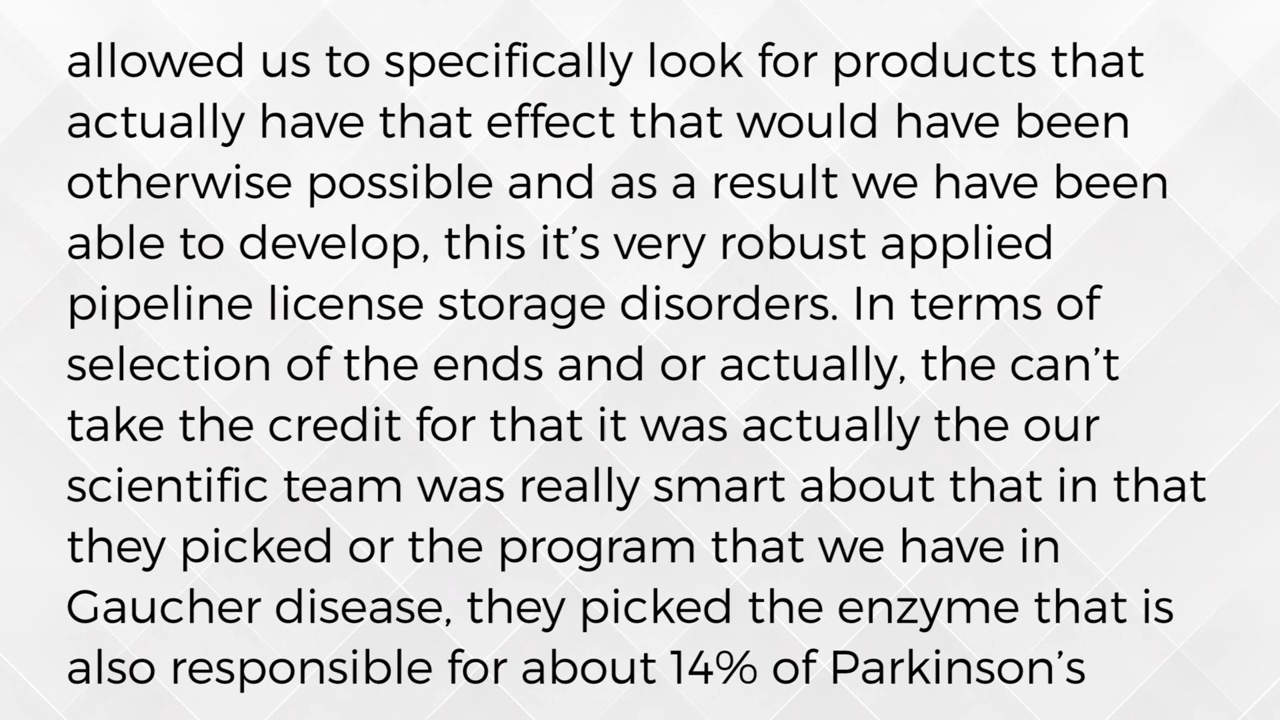 allowed us to specifically look for products that
actually have that effect that would have been
otherwise possible and as a result we have been
able to develop, this it’s very robust applied
pipeline license storage disorders. In terms of
selection of the ends and or actually, the can’t
take the credit for that it was actually the our
scientific team was really smart about that in that
they picked or the program that we have in
Gaucher disease, they picked the enzyme that is
also responsible for about 14% of Parkinson’s